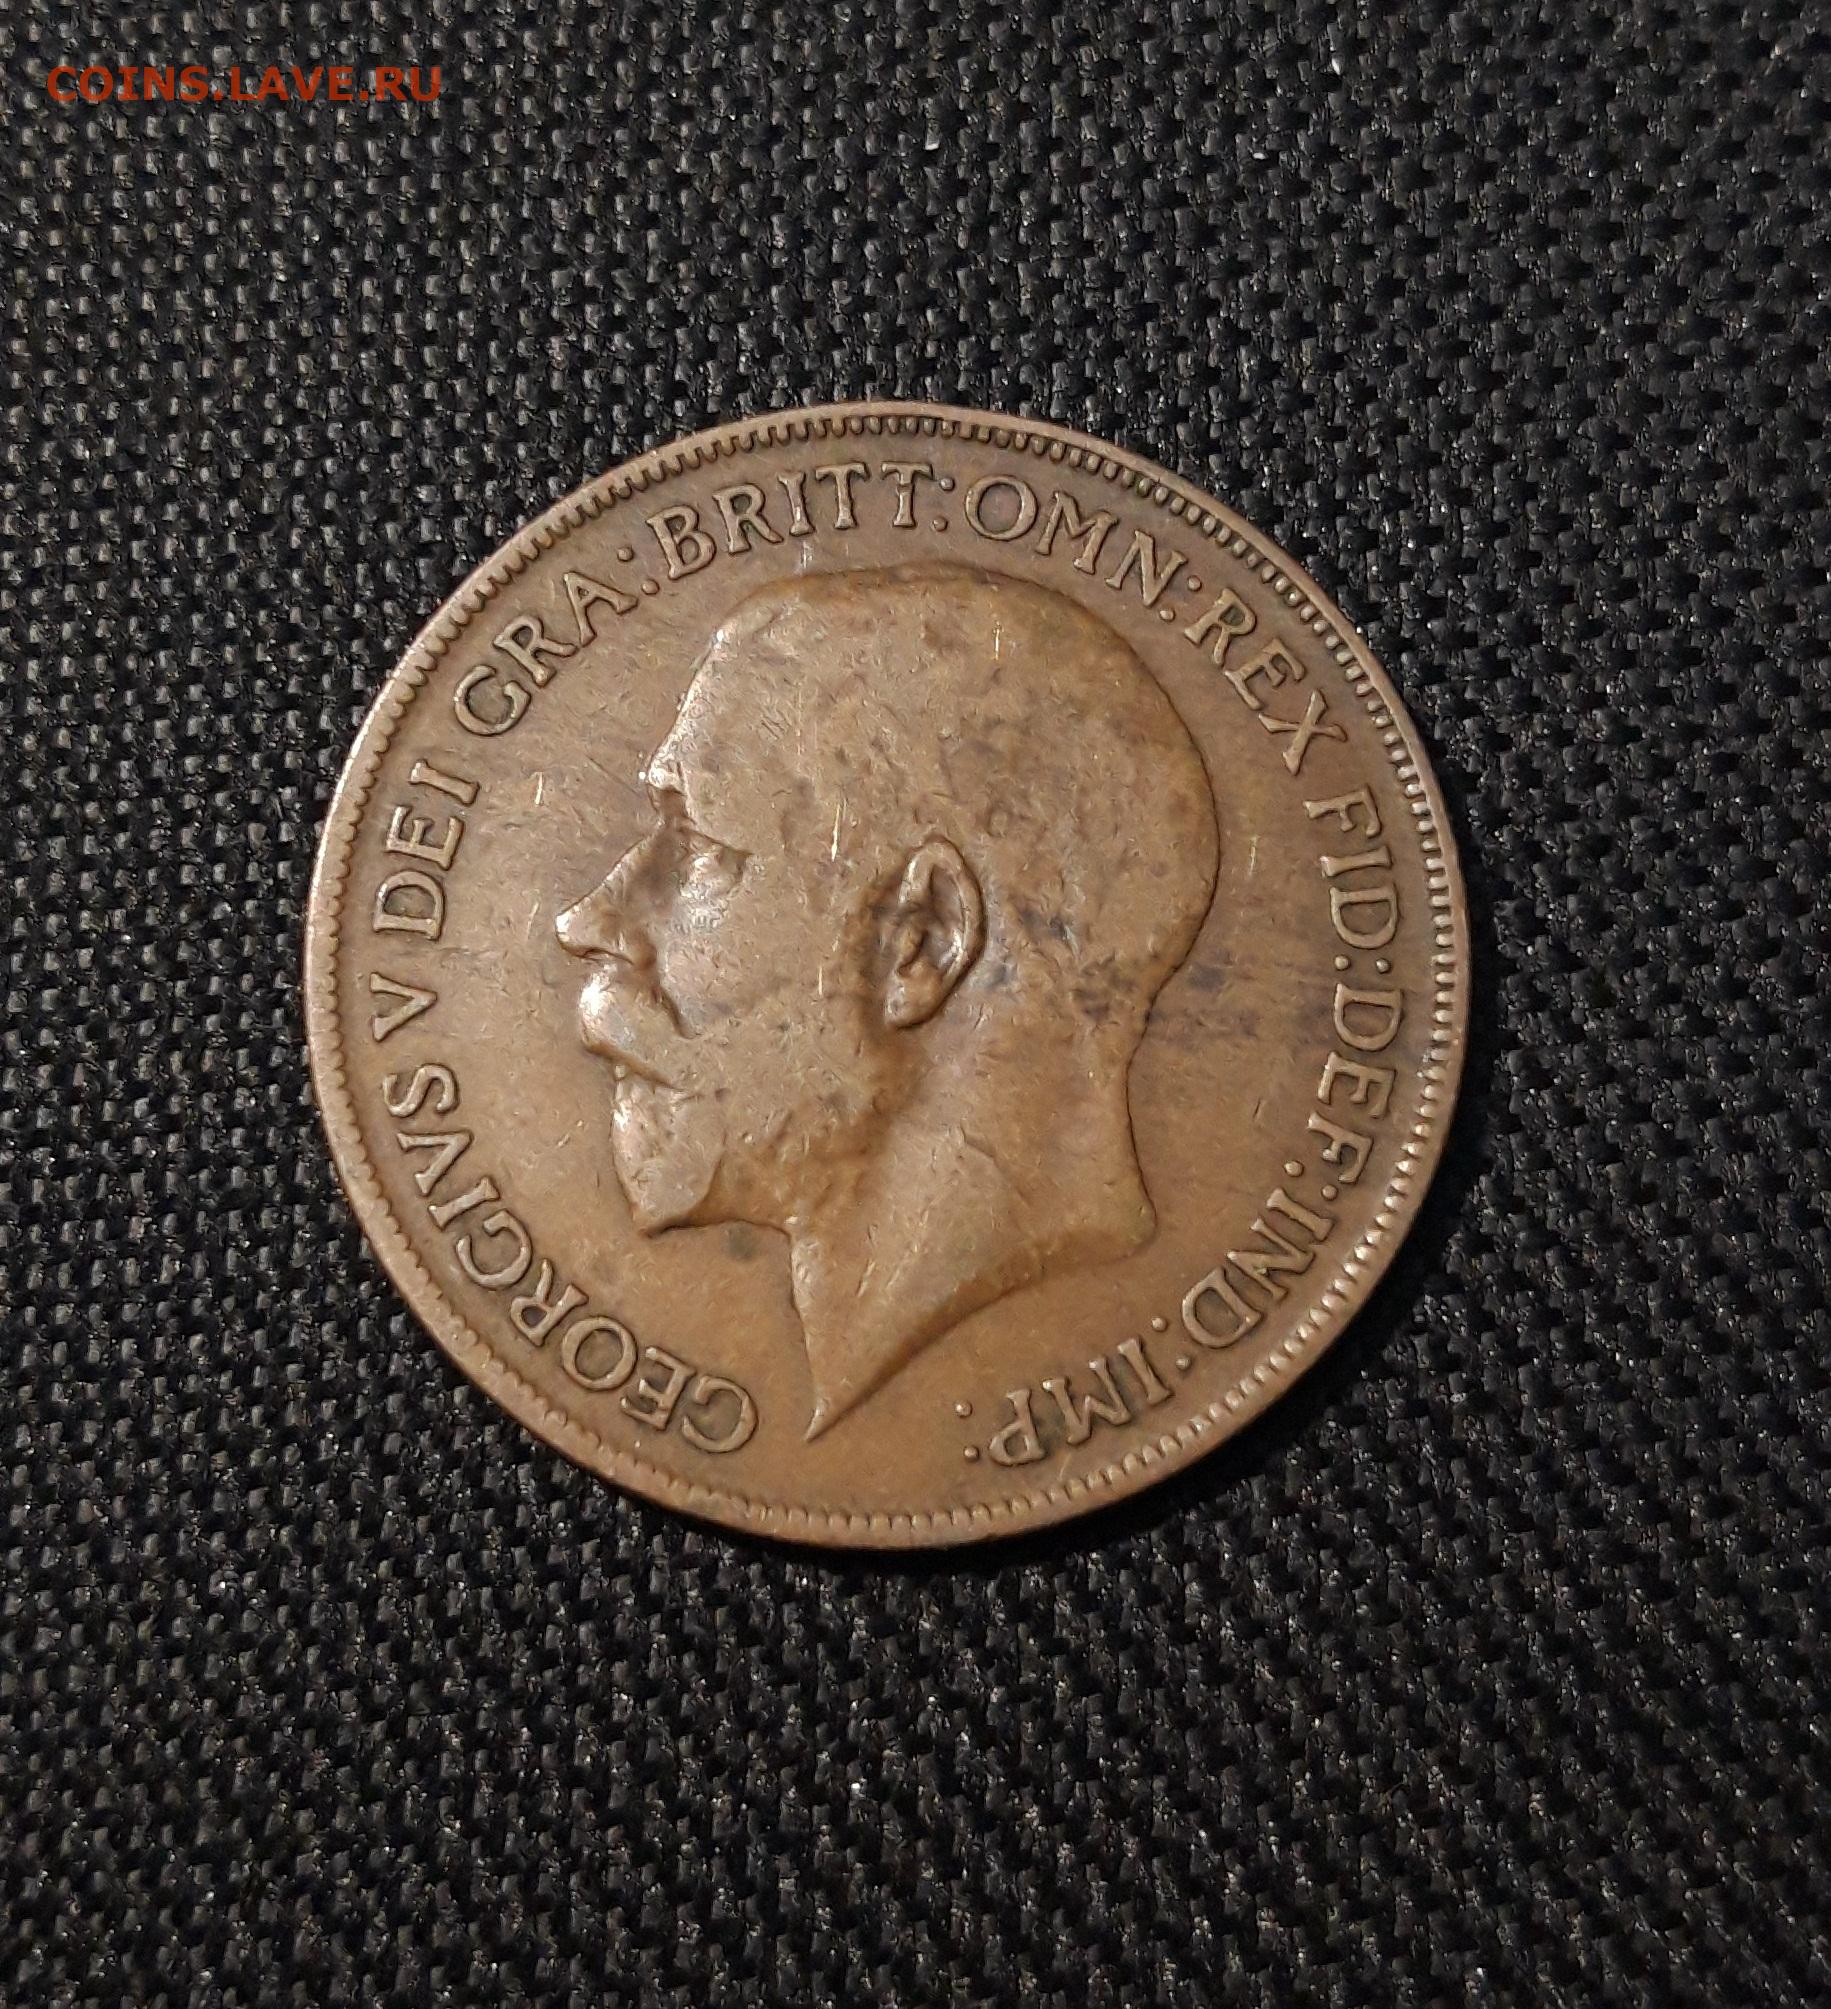 COINS.LAVE.RU
GEORGIVS V DEI GRA: BRITT: OMN: REX FID: DEF: IND: IMP: